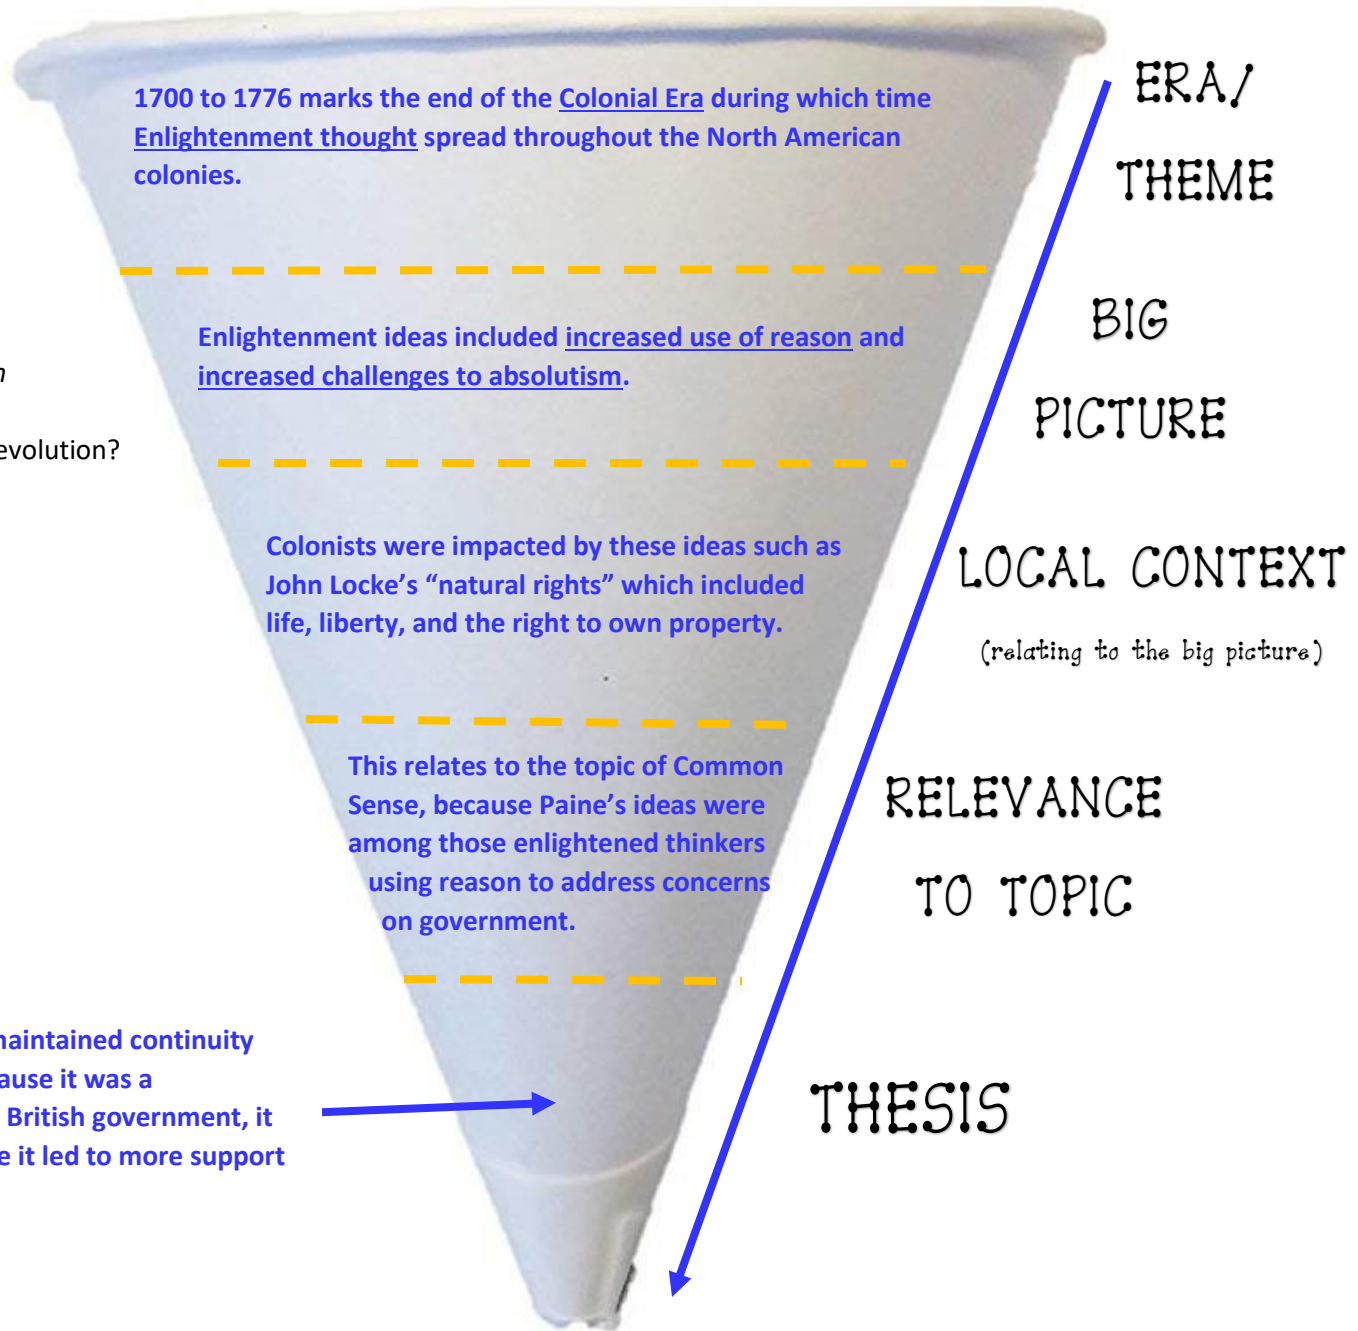 1700 to 1776 marks the end of the Colonial Era during which time
Enlightenment thought spread throughout the North American
colonies.
ERA/
THEME
Enlightenment ideas included increased use of reason and
increased challenges to absolutism.
BIG
PICTURE
evolution?
Colonists were impacted by these ideas such as
John Locke’s “natural rights” which included
life, liberty, and the right to own property.
LOCAL CONTEXT
(relating to the big picture)
This relates to the topic of Common
Sense, because Paine’s ideas were
among those enlightened thinkers
using reason to address concerns
on government.
RELEVANCE
TO TOPIC
naintained continuity
ause it was a
British government, it
e it led to more support
THESIS